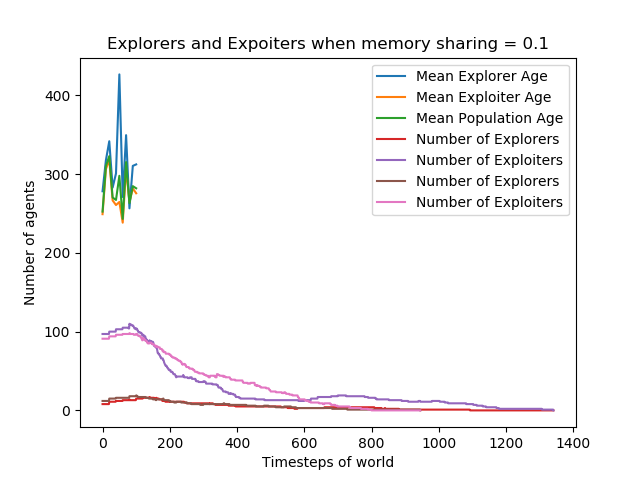 Explorers and Expoiters when memory sharing = 0.1
Mean Explorer Age
Mean Exploiter Age
Mean Population Age
Number of Explorers
Number of Exploiters
Number of Explorers
Number of Exploiters
Number of agents
400
300
200
100
0
0 200 400 600 800 1000 1200 1400
Timesteps of world